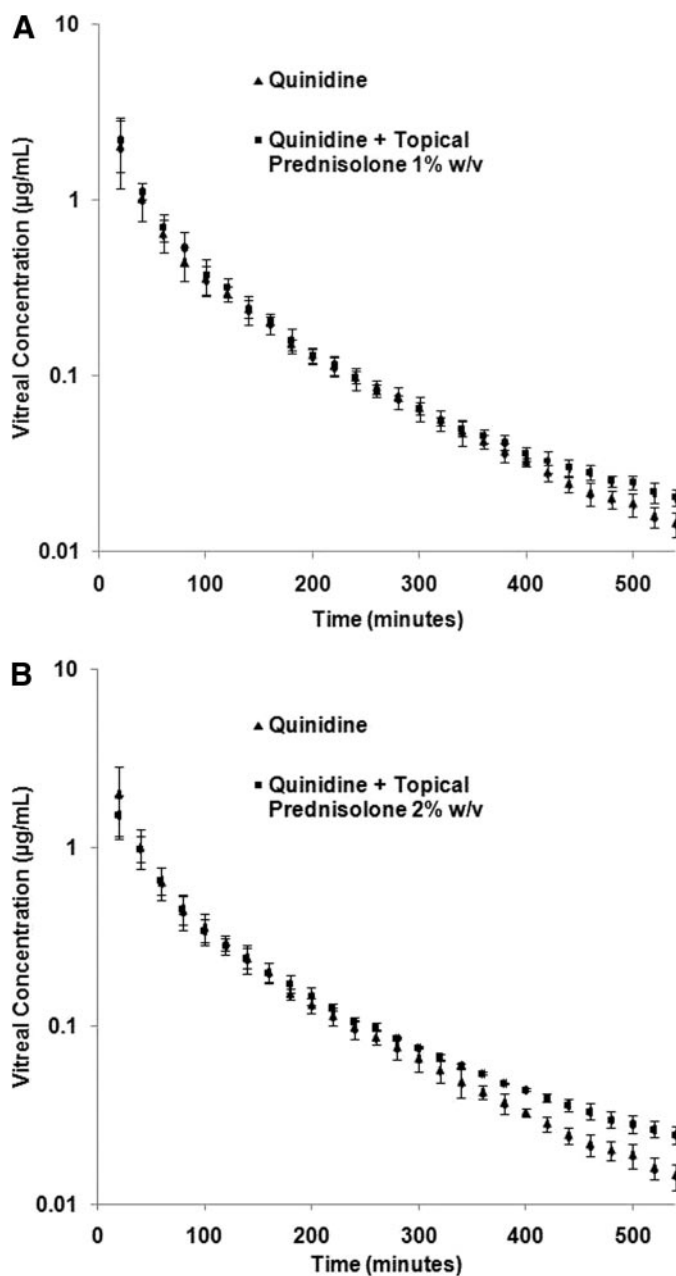 A
10
Quinidine
Quinidine + Topical
Prednisolone 1% w/v
1
0.1
0.01
Vitreal Concentration (µg/mL)
0
100
200
300
400
500
Time (minutes)
B
10
Quinidine
Quinidine + Topical
Prednisolone 2% w/v
1
0.1
0.01
Vitreal Concentration (µg/mL)
0
100
200
300
400
500
Time (minutes)